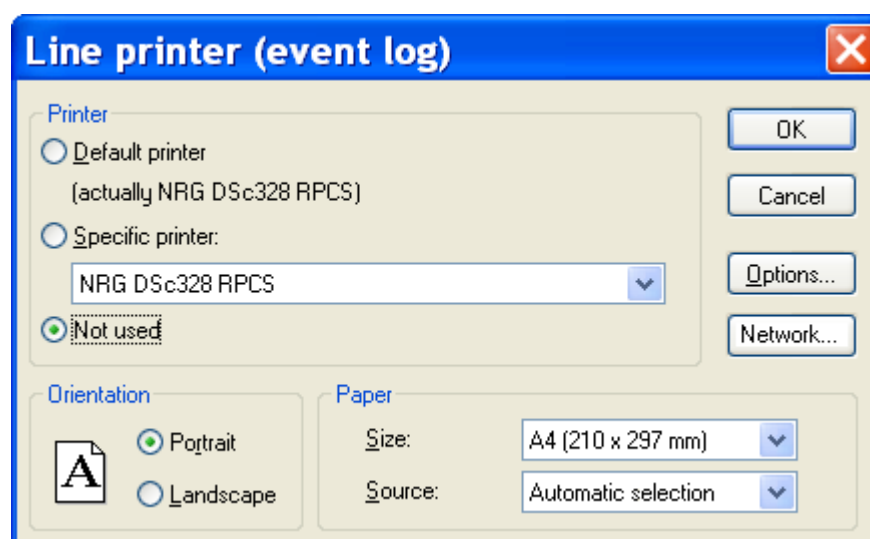 Line printer (event log)
Printer
Default printer
(actually NRG DSc328 RPCS)
Specific printer:
NRG DSc328 RPCS
Not used
OK
Cancel
Options...
Network...
Orientation
A
Portrait
Landscape
Paper
Size:
A4 (210 x 297 mm)
Source:
Automatic selection